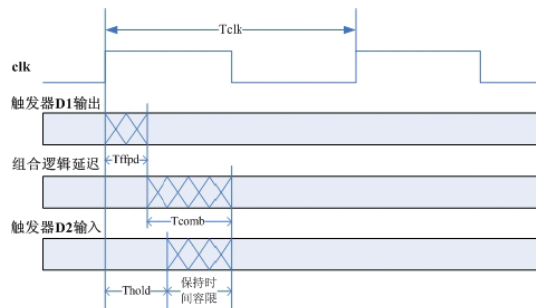 Tclk
clk
触发器D1输出
Tffpd
组合逻辑延迟
Tcomb
触发器D2输入
Thold
保持时
间容限